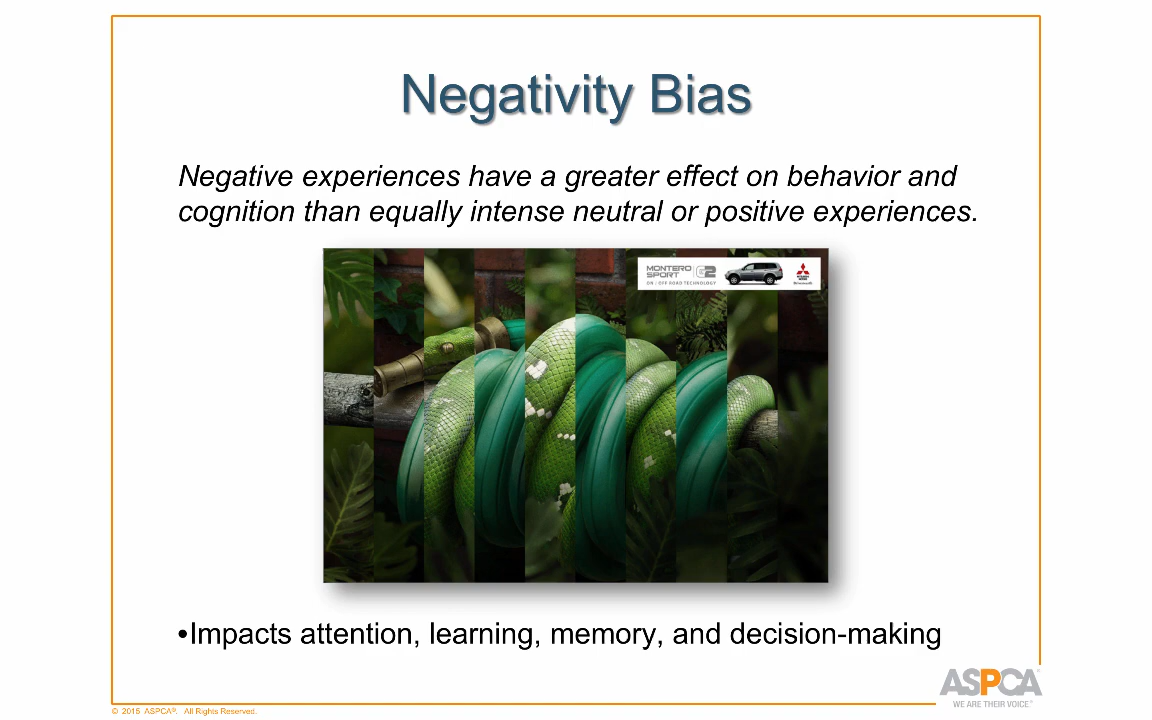 Negativity Bias
Negative experiences have a greater effect on behavior and
cognition than equally intense neutral or positive experiences.
MONTERO
SPORT G2
ON | OFF ROAD TECHNOLOGY
•Impacts attention, learning, memory, and decision-making
ASPCA®
WE ARE THEIR VOICE.®
© 2015 ASPCA®. All Rights Reserved.